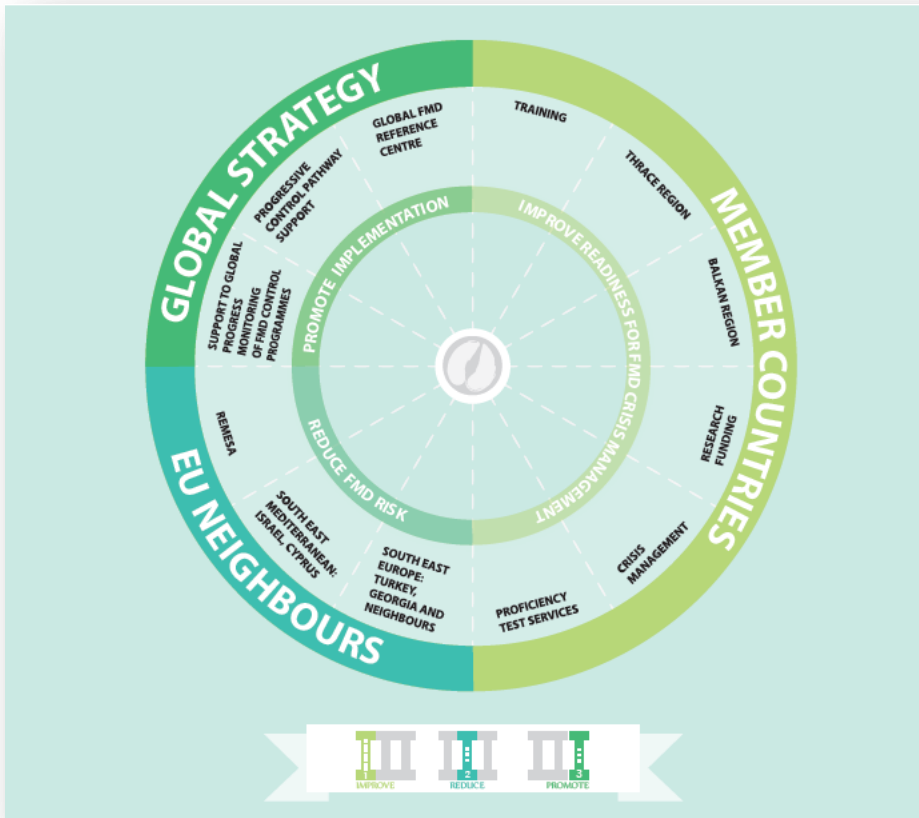 GLOBAL STRATEGY
MEMBER COUNTRIES
EU NEIGHBOURS
PROMOTE IMPLEMENTATION
IMPROVE READINESS FOR FMD CRISIS MANAGEMENT
REDUCE FMD RISK
GLOBAL FMD
REFERENCE
CENTRE
PROGRESSIVE
CONTROL PATHWAY
SUPPORT
SUPPORT TO GLOBAL
PROGRESS
MONITORING
OF FMD CONTROL
PROGRAMMES
TRAINING
THRACE REGION
BALKAN REGION
RESEARCH
FUNDING
CRISIS
MANAGEMENT
PROFICIENCY
TEST SERVICES
SOUTH EAST
EUROPE:
TURKEY,
GEORGIA AND
NEIGHBOURS
SOUTH EAST
MEDITERRANEAN:
ISRAEL, CYPRUS
REMESA
1
IMPROVE
2
REDUCE
3
PROMOTE